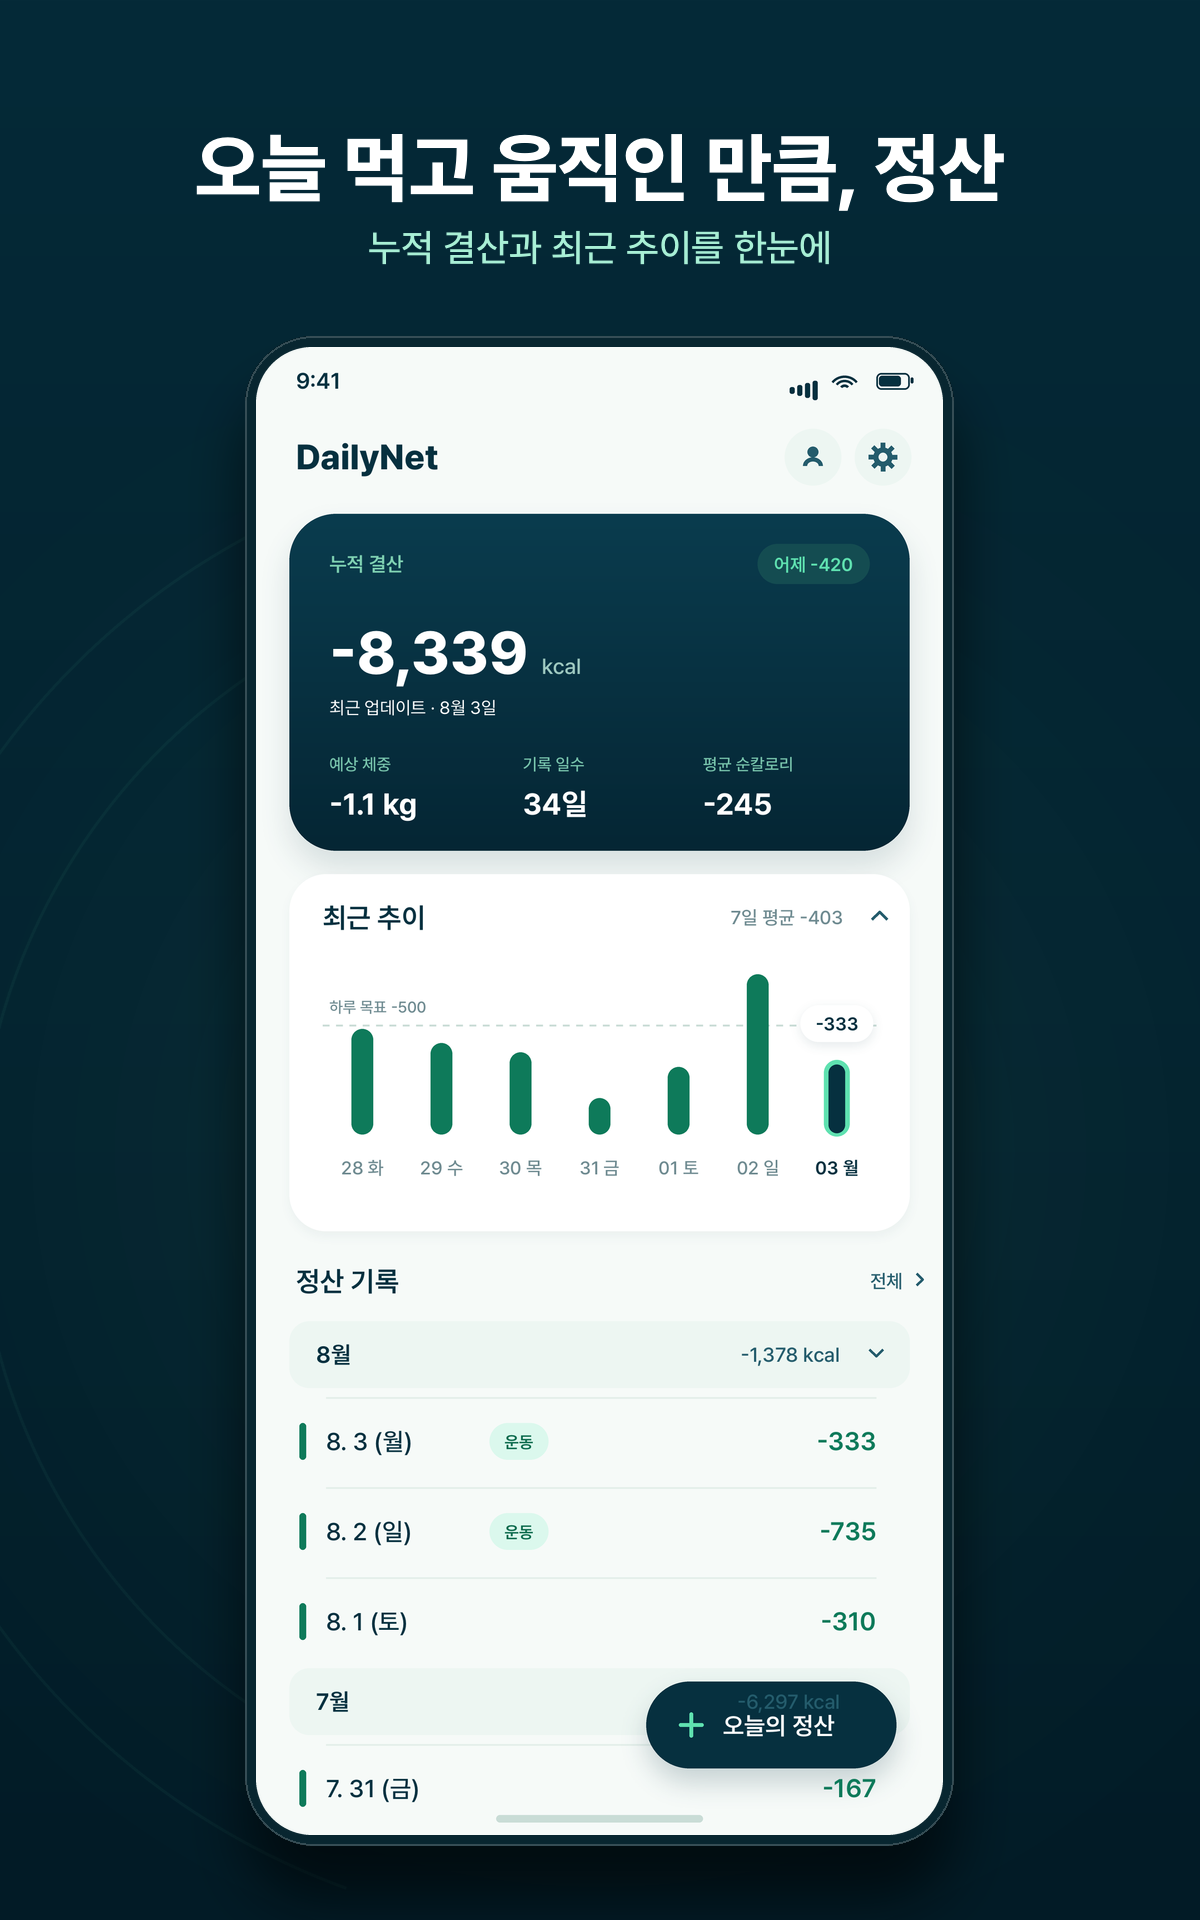 오늘 먹고 움직인 만큼, 정산
누적 결산과 최근 추이를 한눈에
9:41
DailyNet
누적 결산
어제 -420
-8,339 kcal
최근 업데이트 · 8월 3일
예상 체중 기록 일수 평균 순칼로리
-1.1 kg 34일 -245
최근 추이
7일 평균 -403
하루 목표 -500
-333
28 화 29 수 30 목 31 금 01 토 02 일 03 월
정산 기록
전체
8월 -1,378 kcal
8. 3 (월) 운동 -333
8. 2 (일) 운동 -735
8. 1 (토) -310
7월 -6,297 kcal
오늘의 정산
7. 31 (금) -167